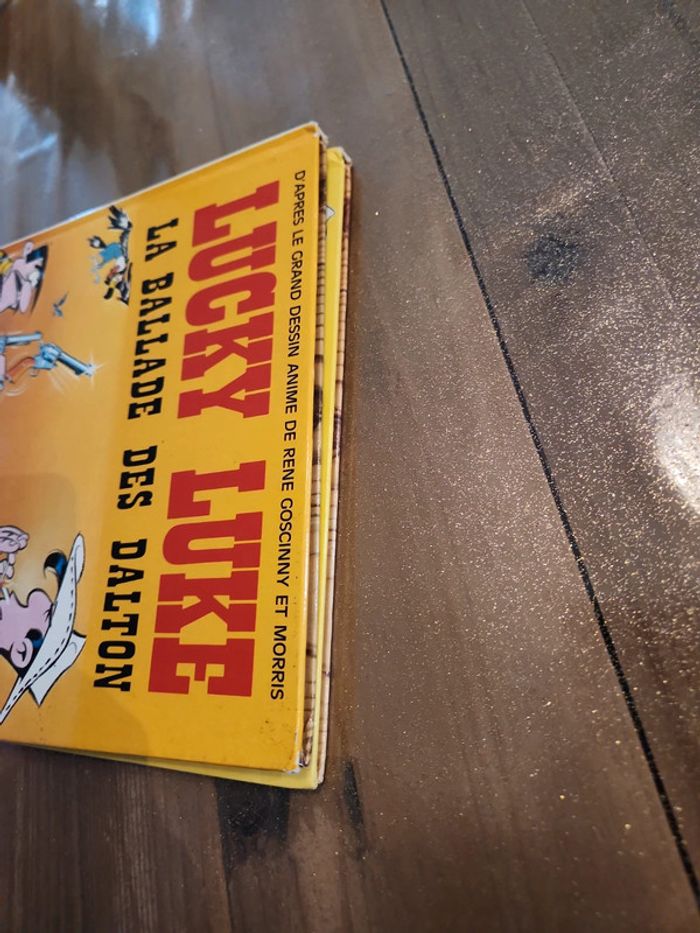 D'APRES LE GRAND DESSIN ANIME DE RENE GOSCINNY ET MORRIS
LUCKY LUKE
LA BALLADE DES DALTON